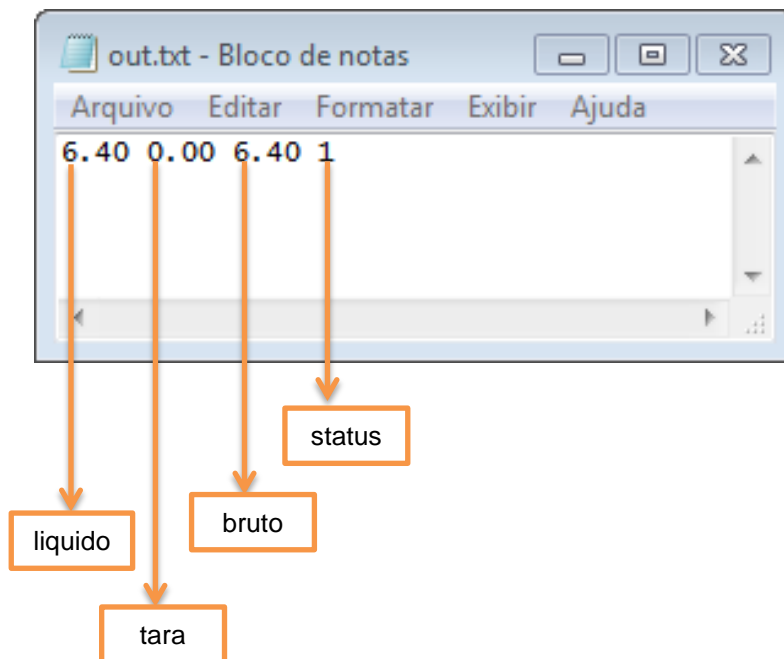 out.txt - Bloco de notas
Arquivo Editar Formatar Exibir Ajuda
6.40 0.00 6.40 1
status
bruto
liquido
tara